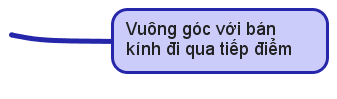 Vuông góc với bán
kính đi qua tiếp điểm